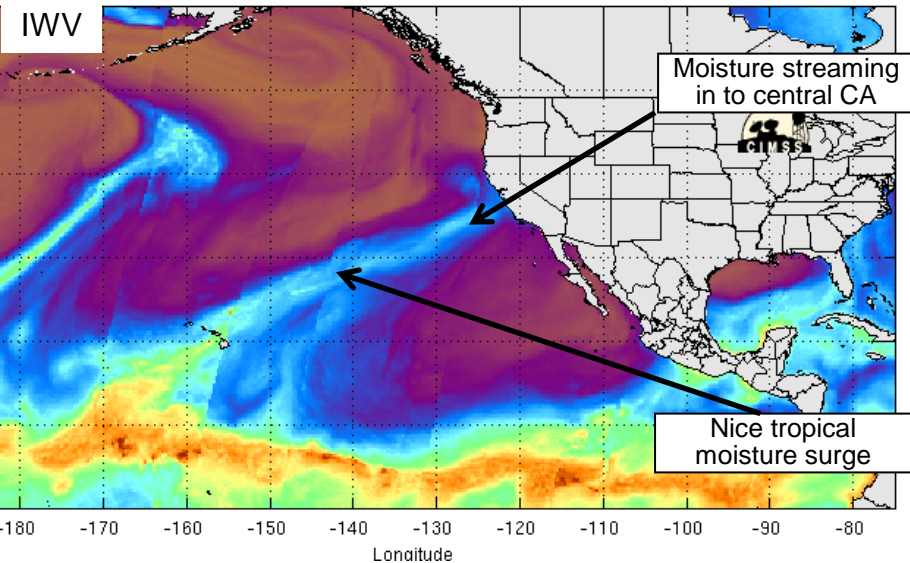 IWV
Moisture streaming
in to central CA
CIMSS
Nice tropical
moisture surge
-180 -170 -160 -150 -140 -130 -120 -110 -100 -90 -80
Longitude